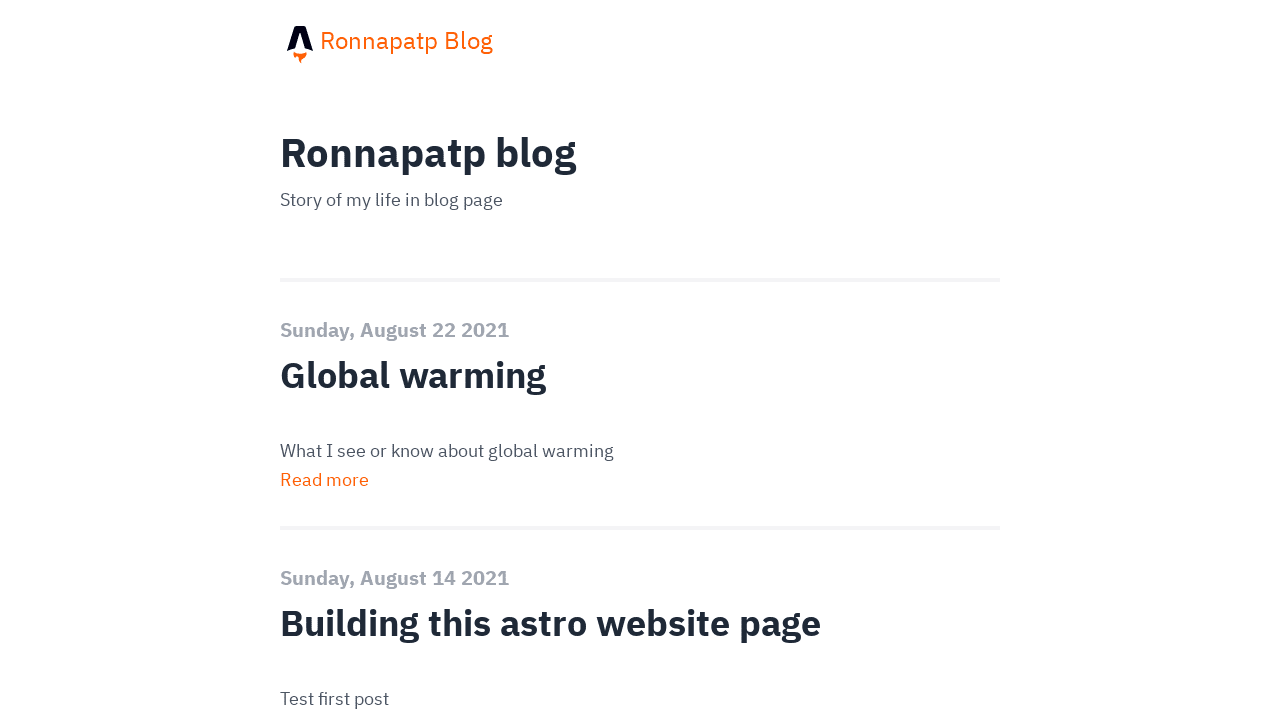 Ronnapatp Blog
Ronnapatp blog
Story of my life in blog page
Sunday, August 22 2021
Global warming
What I see or know about global warming
Read more
Sunday, August 14 2021
Building this astro website page
Test first post